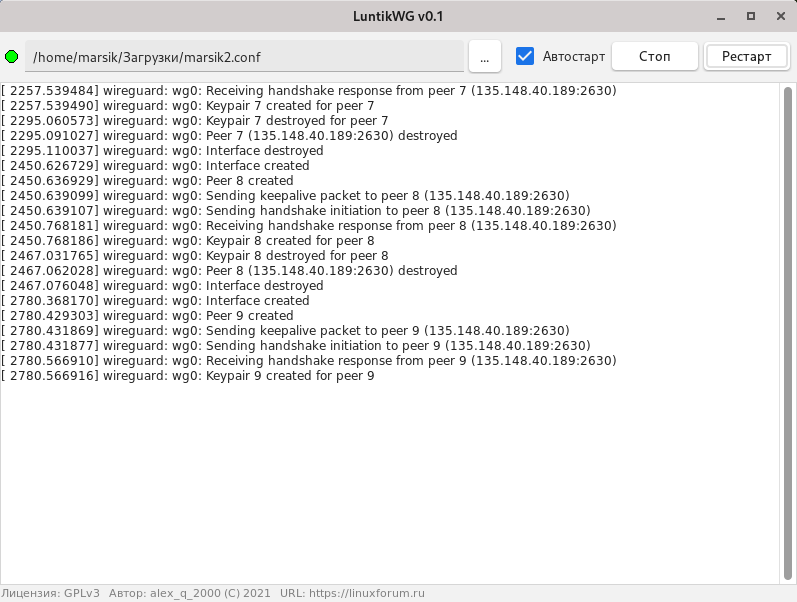 LuntikWG v0.1
/home/marsik/Загрузки/marsik2.conf ... Автостарт Стоп Рестарт
[ 2257.539484] wireguard: wg0: Receiving handshake response from peer 7 (135.148.40.189:2630)
[ 2257.539490] wireguard: wg0: Keypair 7 created for peer 7
[ 2295.060573] wireguard: wg0: Keypair 7 destroyed for peer 7
[ 2295.091027] wireguard: wg0: Peer 7 (135.148.40.189:2630) destroyed
[ 2295.110037] wireguard: wg0: Interface destroyed
[ 2450.626729] wireguard: wg0: Interface created
[ 2450.636929] wireguard: wg0: Peer 8 created
[ 2450.639099] wireguard: wg0: Sending keepalive packet to peer 8 (135.148.40.189:2630)
[ 2450.639107] wireguard: wg0: Sending handshake initiation to peer 8 (135.148.40.189:2630)
[ 2450.768181] wireguard: wg0: Receiving handshake response from peer 8 (135.148.40.189:2630)
[ 2450.768186] wireguard: wg0: Keypair 8 created for peer 8
[ 2467.031765] wireguard: wg0: Keypair 8 destroyed for peer 8
[ 2467.062028] wireguard: wg0: Peer 8 (135.148.40.189:2630) destroyed
[ 2467.076048] wireguard: wg0: Interface destroyed
[ 2780.368170] wireguard: wg0: Interface created
[ 2780.429303] wireguard: wg0: Peer 9 created
[ 2780.431869] wireguard: wg0: Sending keepalive packet to peer 9 (135.148.40.189:2630)
[ 2780.431877] wireguard: wg0: Sending handshake initiation to peer 9 (135.148.40.189:2630)
[ 2780.566910] wireguard: wg0: Receiving handshake response from peer 9 (135.148.40.189:2630)
[ 2780.566916] wireguard: wg0: Keypair 9 created for peer 9
Лицензия: GPLv3 Автор: alex_q_2000 (C) 2021 URL: https://linuxforum.ru